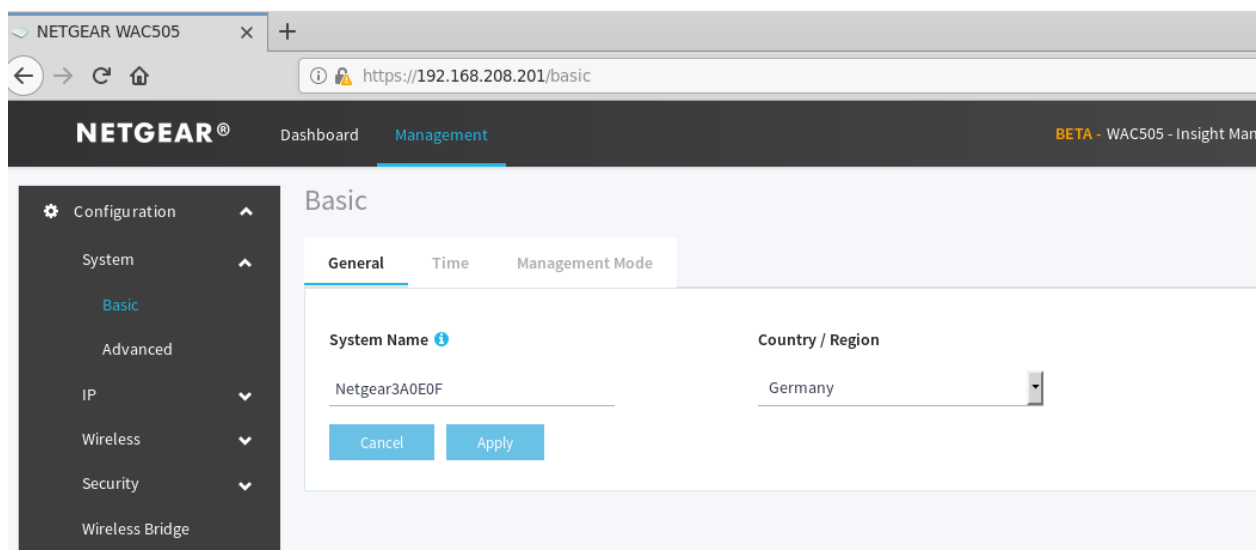 NETGEAR WAC505
https://192.168.208.201/basic
NETGEAR® Dashboard Management BETA - WAC505 - Insight Man
Configuration
System
Basic
Advanced
IP
Wireless
Security
Wireless Bridge
Basic
General Time Management Mode
System Name Country / Region
Netgear3A0E0F Germany
Cancel Apply